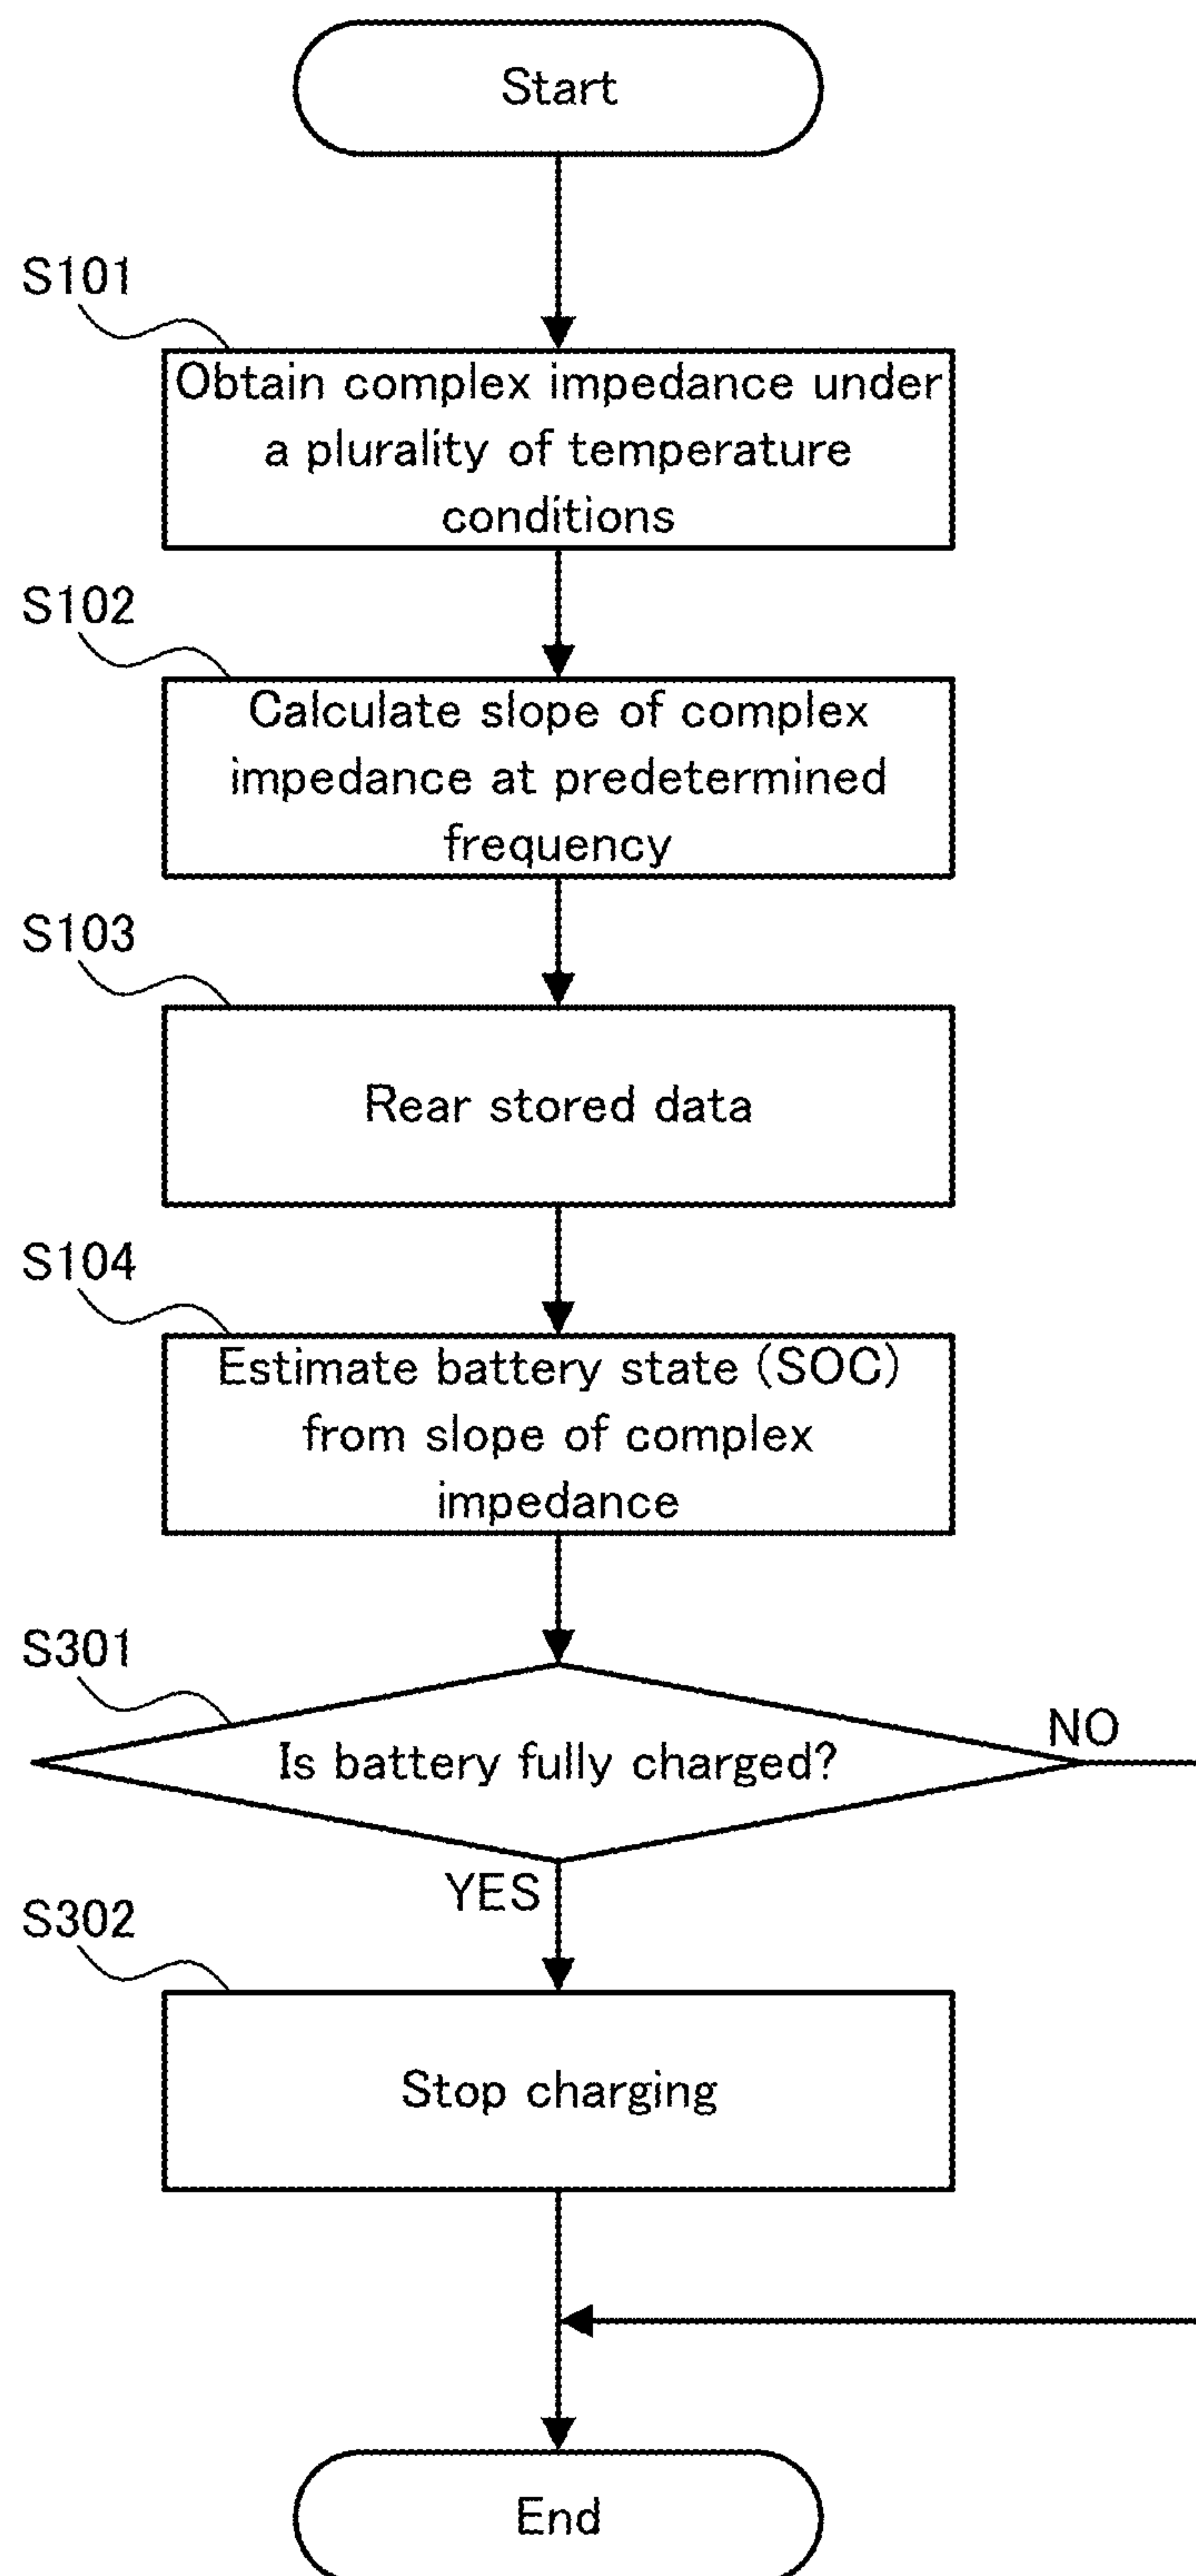 Start
S101
Obtain complex impedance under
a plurality of temperature
conditions
S102
Calculate slope of complex
impedance at predetermined
frequency
S103
Rear stored data
S104
Estimate battery state (SOC)
from slope of complex
impedance
S301
Is battery fully charged?
NO
YES
S302
Stop charging
End